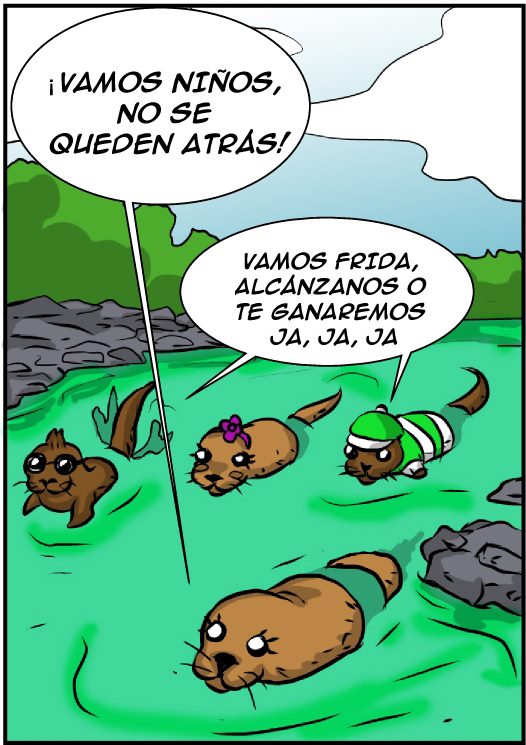 ¡VAMOS NIÑOS,
NO SE
QUEDEN ATRÁS!
VAMOS FRIDA,
ALCÁNZANOS O
TE GANAREMOS
JA, JA, JA